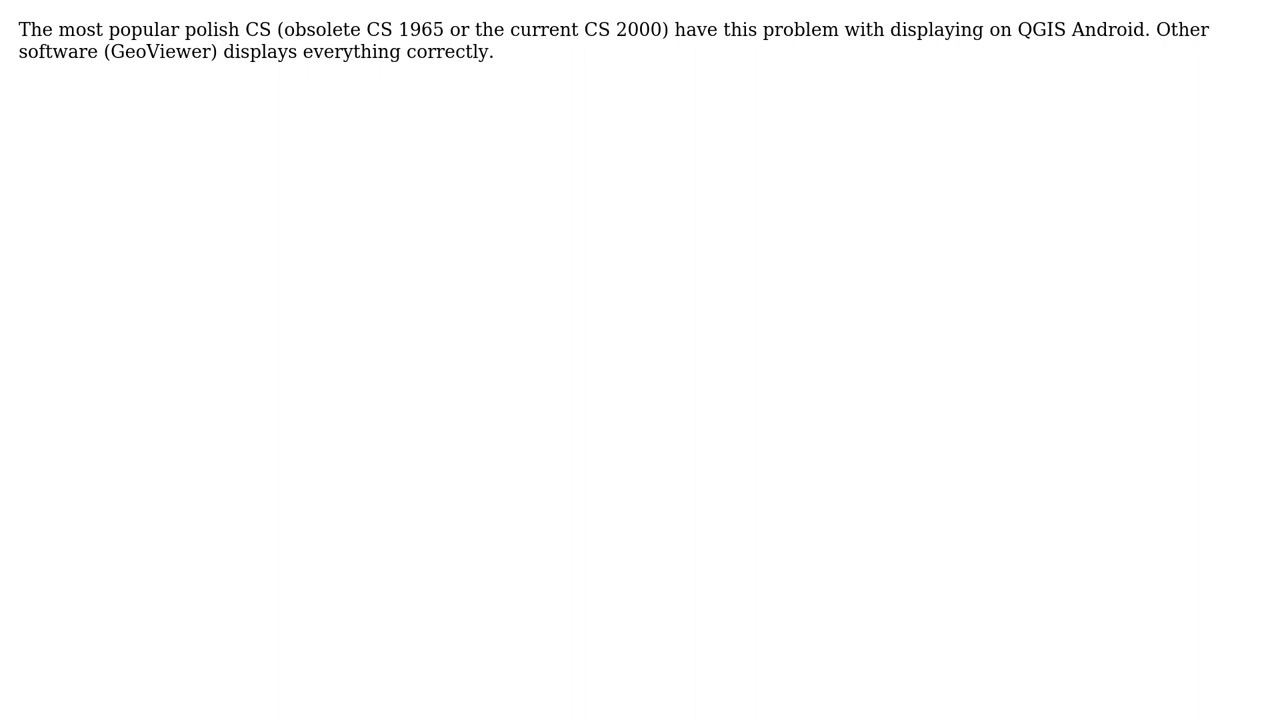 The most popular polish CS (obsolete CS 1965 or the current CS 2000) have this problem with displaying on QGIS Android. Other
software (GeoViewer) displays everything correctly.